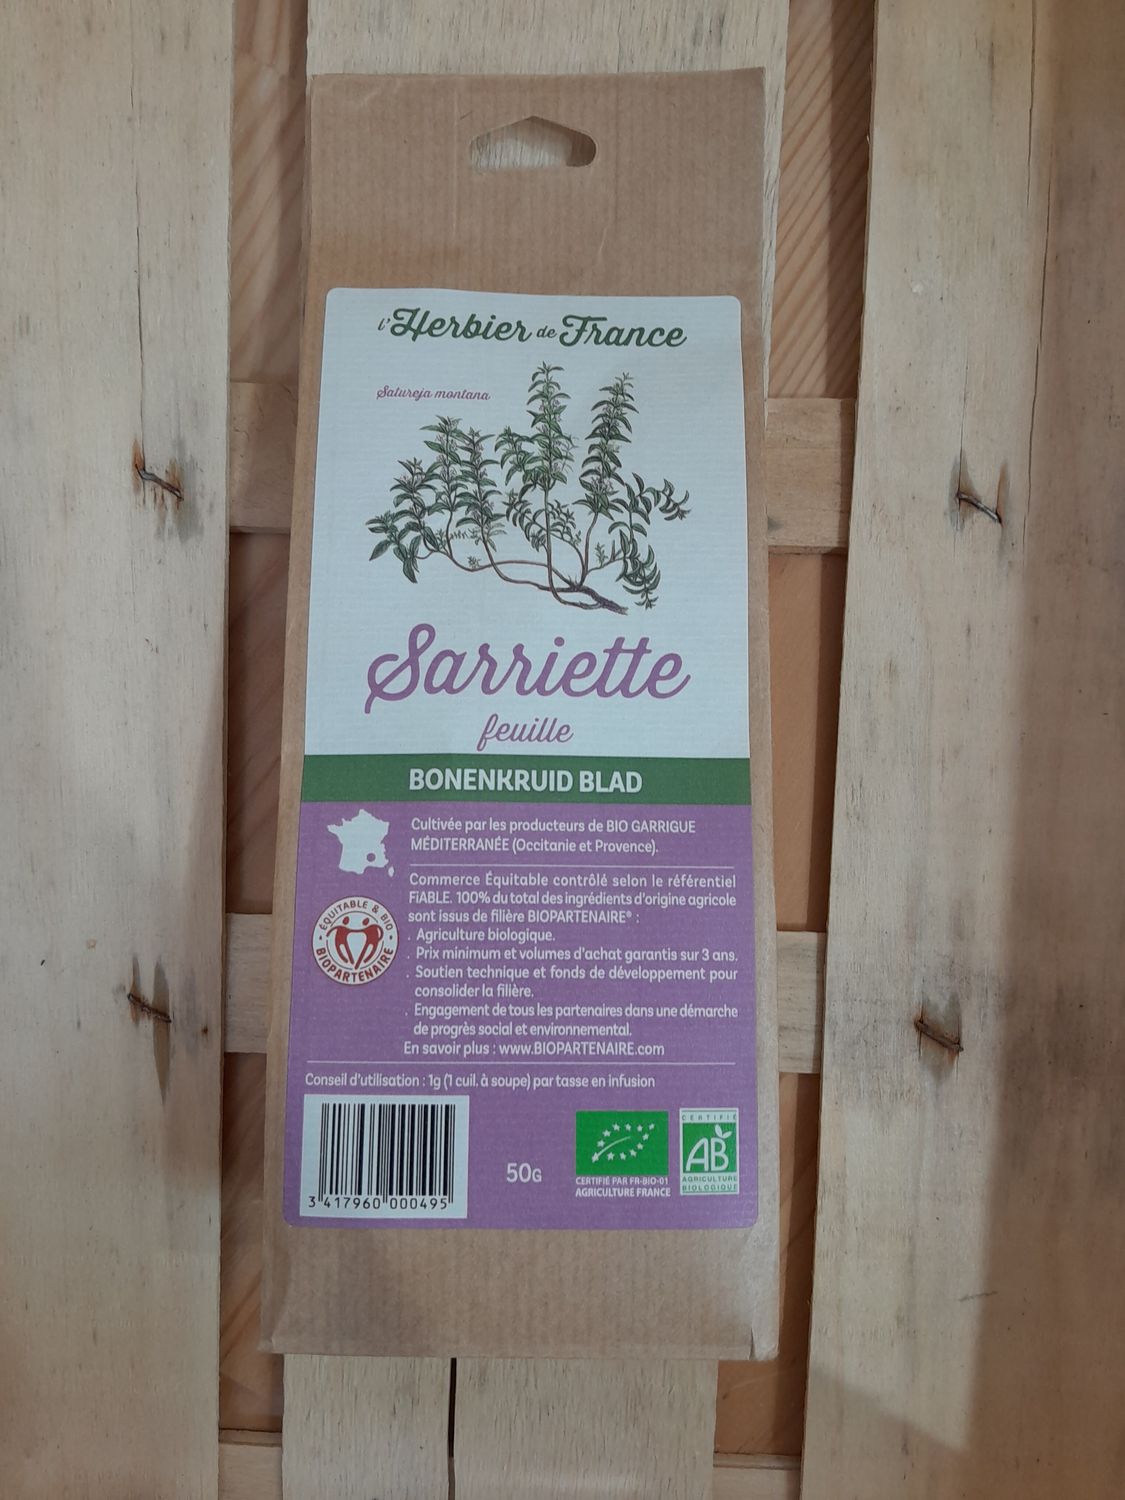 l'Herbier de France
Satureja montana
Sarriette
feuille
BONENKRUID BLAD
Cultivée par les producteurs de BIO GARRIGUE
MÉDITERRANÉE (Occitanie et Provence).
Commerce Équitable contrôlé selon le référentiel
FiABLE. 100% du total des ingrédients d'origine agricole
sont issus de filière BIOPARTENAIRE® :
. Agriculture biologique.
. Prix minimum et volumes d'achat garantis sur 3 ans.
. Soutien technique et fonds de développement pour
consolider la filière.
. Engagement de tous les partenaires dans une démarche
de progrès social et environnemental.
En savoir plus : www.BIOPARTENAIRE.com
ÉQUITABLE & BIO
BIOPARTENAIRE
Conseil d'utilisation : 1g (1 cuil. à soupe) par tasse en infusion
3 417960 000495
50G
CERTIFIÉ PAR FR-BIO-01
AGRICULTURE FRANCE
CERTIFIÉ
AB
AGRICULTURE
BIOLOGIQUE